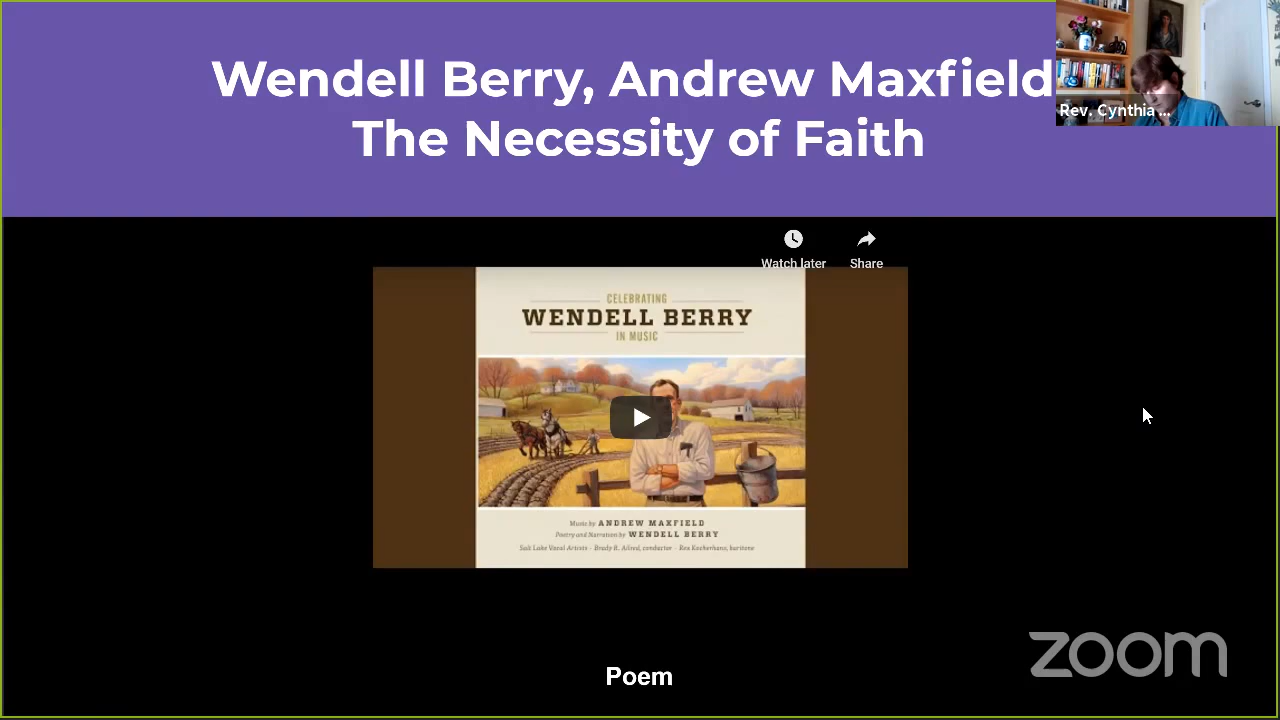 Wendell Berry, Andrew Maxfield
The Necessity of Faith
Rev. Cynthia ...
Watch later
Share
CELEBRATING
WENDELL BERRY
IN MUSIC
Music by ANDREW MAXFIELD
Poetry and Narration by WENDELL BERRY
Salt Lake Vocal Artists - Brady R. Allred, conductor - Rex Kocherhans, baritone
Poem
zoom